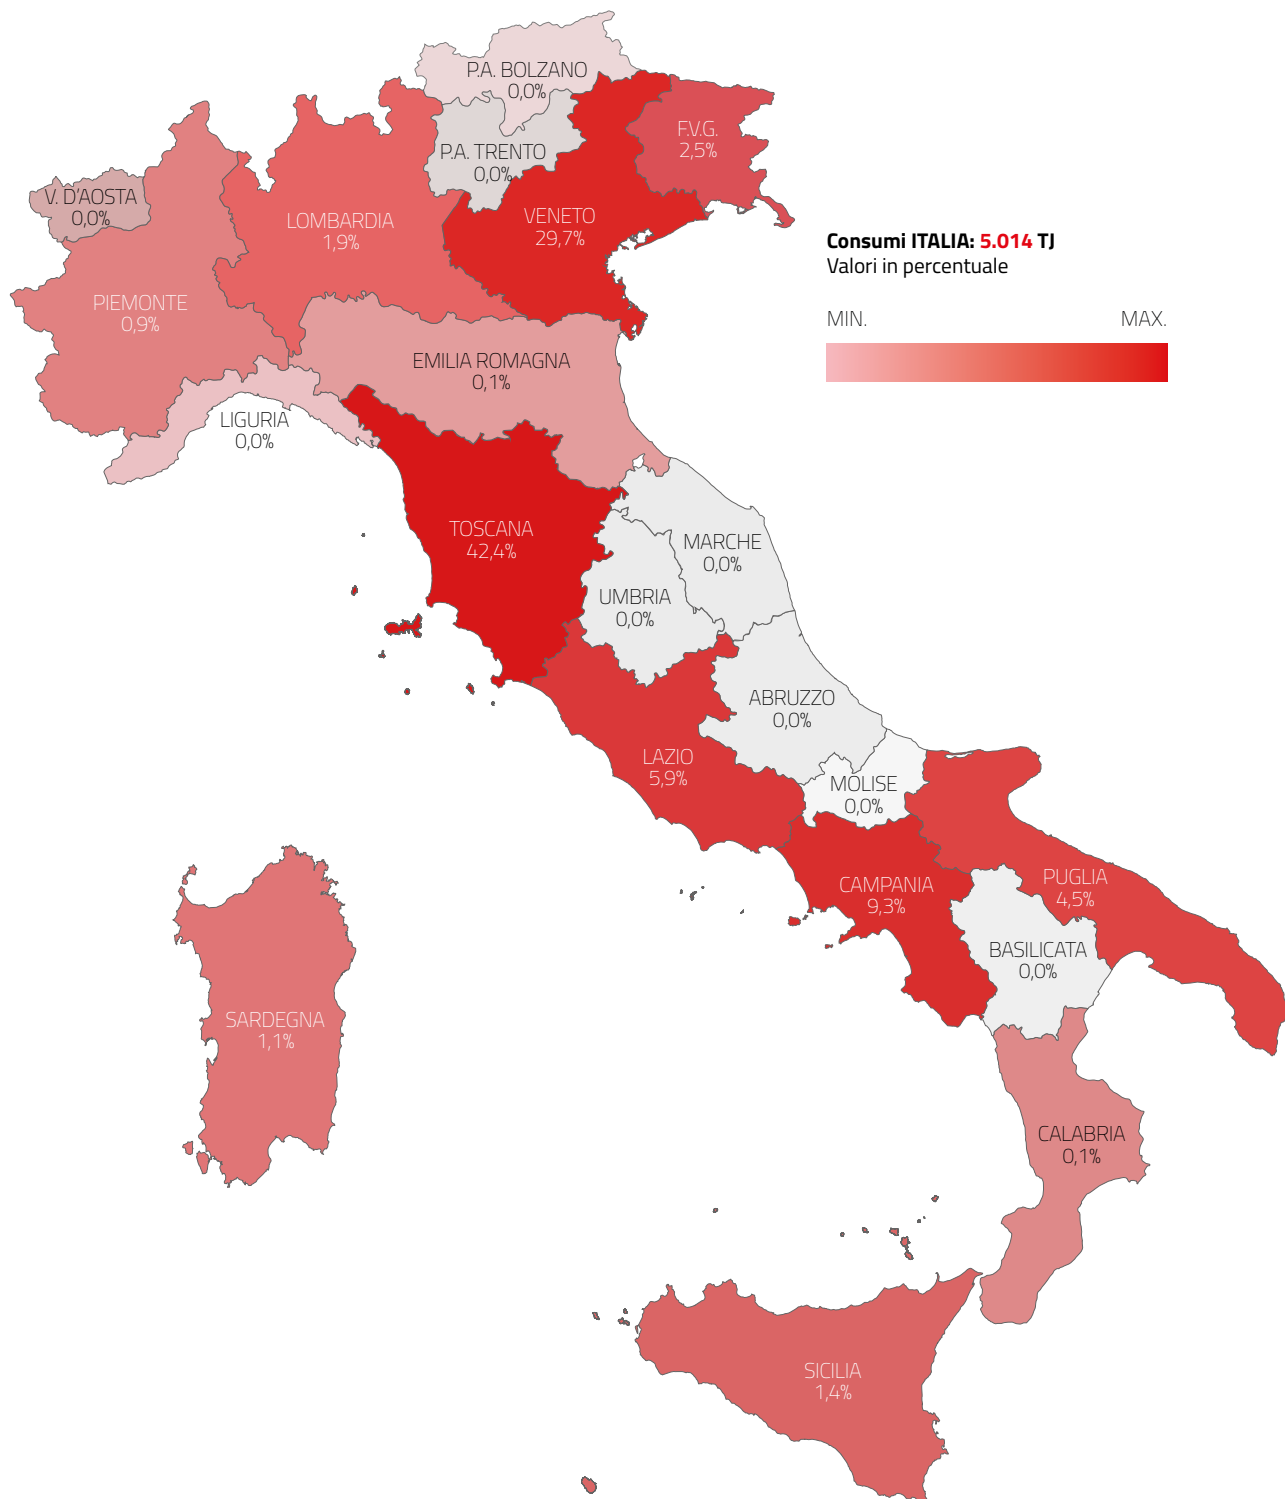 P.A. BOLZANO
0,0%
F.V.G.
2,5%
P.A. TRENTO
0,0%
V. D'AOSTA
0,0%
LOMBARDIA
1,9%
VENETO
29,7%
Consumi ITALIA: 5.014 TJ
Valori in percentuale
MIN.
MAX.
PIEMONTE
0,9%
EMILIA ROMAGNA
0,1%
LIGURIA
0,0%
TOSCANA
42,4%
MARCHE
0,0%
UMBRIA
0,0%
ABRUZZO
0,0%
LAZIO
5,9%
MOLISE
0,0%
CAMPANIA
9,3%
PUGLIA
4,5%
BASILICATA
0,0%
SARDEGNA
1,1%
CALABRIA
0,1%
SICILIA
1,4%